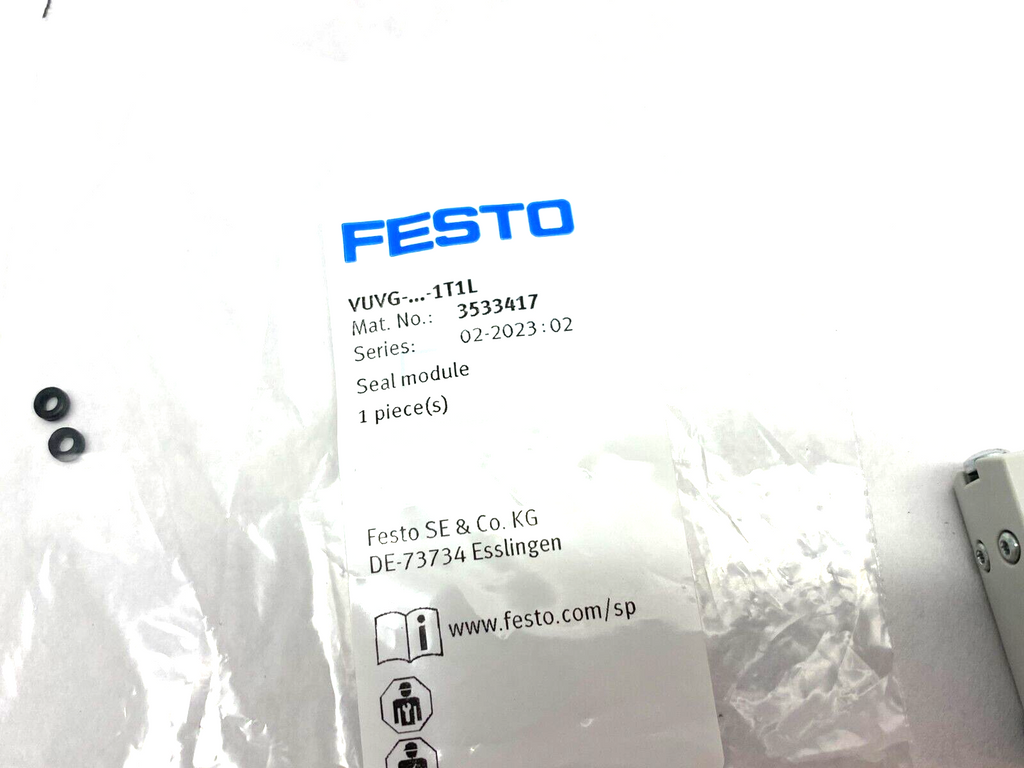 FESTO
VUVG-...-1T1L
Mat. No.: 3533417
Series: 02-2023:02
Seal module
1 piece(s)
Festo SE & Co. KG
DE-73734 Esslingen
www.festo.com/sp